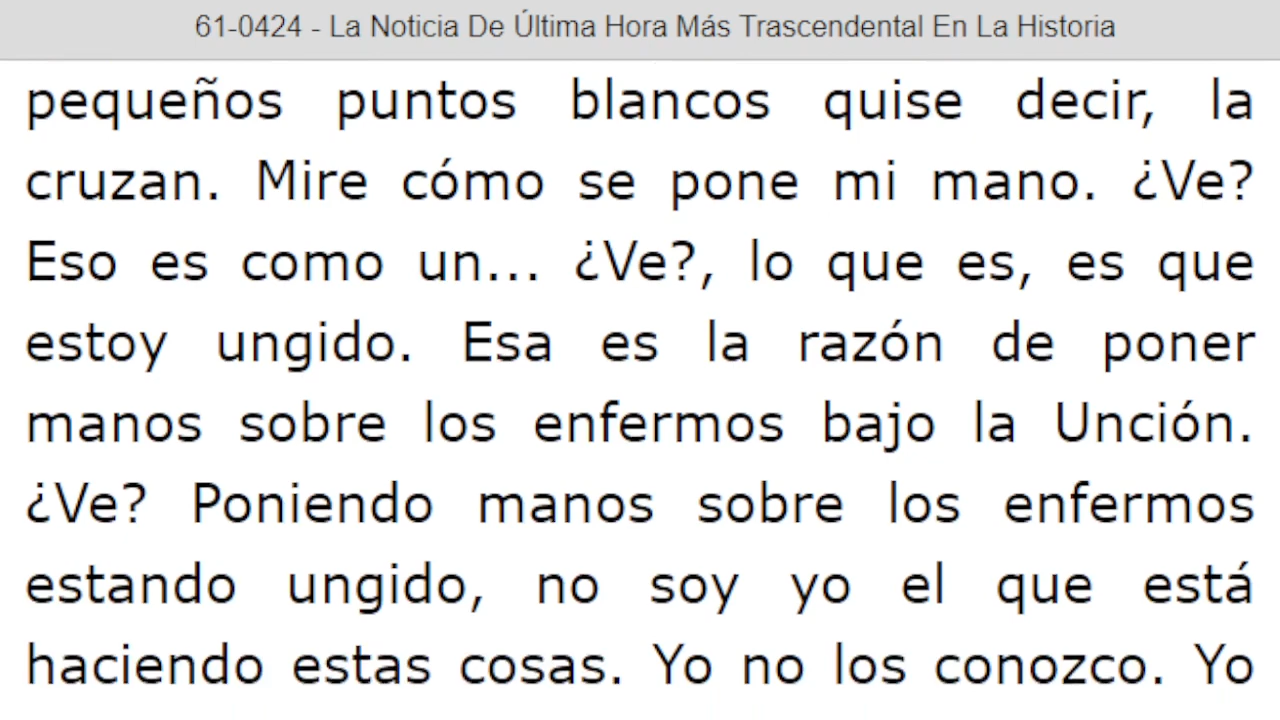 61-0424 - La Noticia De Última Hora Más Trascendental En La Historia
pequeños puntos blancos quise decir, la
cruzan. Mire cómo se pone mi mano. ¿Ve?
Eso es como un... ¿Ve?, lo que es, es que
estoy ungido. Esa es la razón de poner
manos sobre los enfermos bajo la Unción.
¿Ve? Poniendo manos sobre los enfermos
estando ungido, no soy yo el que está
haciendo estas cosas. Yo no los conozco. Yo